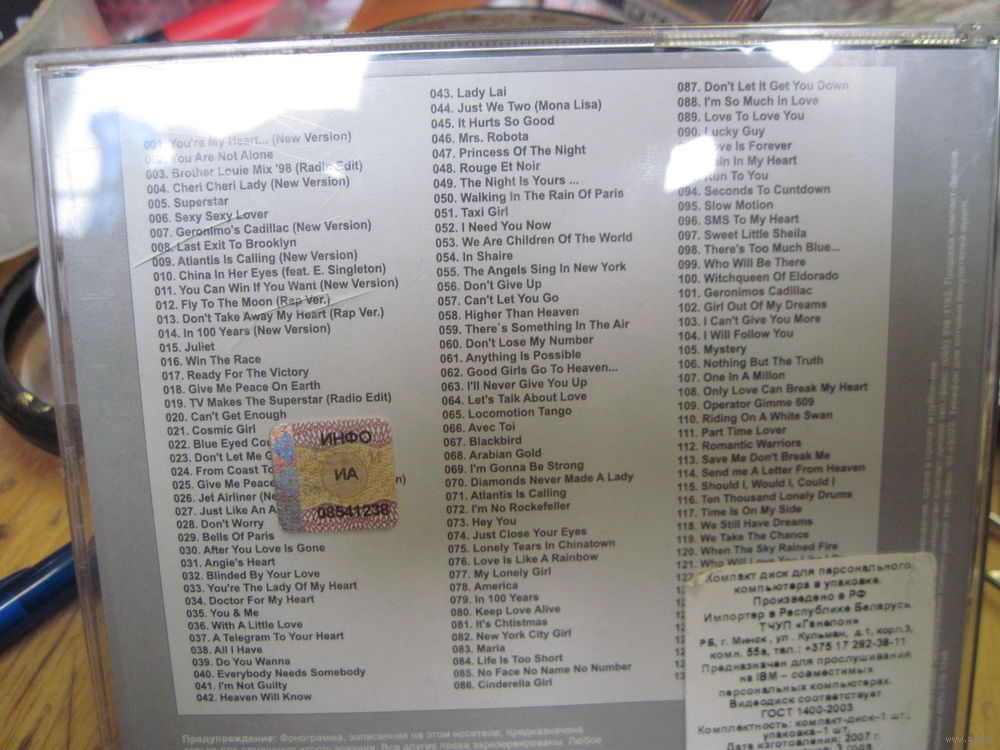 001. You're My Heart... (New Version)
002. You Are Not Alone
003. Brother Louie Mix '98 (Radio Edit)
004. Cheri Cheri Lady (New Version)
005. Superstar
006. Sexy Sexy Lover
007. Geronimo's Cadillac (New Version)
008. Last Exit To Brooklyn
009. Atlantis Is Calling (New Version)
010. China In Her Eyes (feat. E. Singleton)
011. You Can Win If You Want (New Version)
012. Fly To The Moon (Rap Ver.)
013. Don't Take Away My Heart (Rap Ver.)
014. In 100 Years (New Version)
015. Juliet
016. Win The Race
017. Ready For The Victory
018. Give Me Peace On Earth
019. TV Makes The Superstar (Radio Edit)
020. Can't Get Enough
021. Cosmic Girl
022. Blue Eyed
023. Don't Let Me
024. From Coast To
025. Give Me Peace
026. Jet Airliner
027. Just Like An
028. Don't Worry
029. Bells Of Paris
030. After You Love Is Gone
031. Angie's Heart
032. Blinded By Your Love
033. You're The Lady Of My Heart
034. Doctor For My Heart
035. You & Me
036. With A Little Love
037. A Telegram To Your Heart
038. All I Have
039. Do You Wanna
040. Everybody Needs Somebody
041. I'm Not Guilty
042. Heaven Will Know
ИНФО
ИА
08541238
043. Lady Lai
044. Just We Two (Mona Lisa)
045. It Hurts So Good
046. Mrs. Robota
047. Princess Of The Night
048. Rouge Et Noir
049. The Night Is Yours ...
050. Walking In The Rain Of Paris
051. Taxi Girl
052. I Need You Now
053. We Are Children Of The World
054. In Shaire
055. The Angels Sing In New York
056. Don't Give Up
057. Can't Let You Go
058. Higher Than Heaven
059. There`s Something In The Air
060. Don't Lose My Number
061. Anything Is Possible
062. Good Girls Go To Heaven...
063. I'll Never Give You Up
064. Let's Talk About Love
065. Locomotion Tango
066. Avec Toi
067. Blackbird
068. Arabian Gold
069. I'm Gonna Be Strong
070. Diamonds Never Made A Lady
071. Atlantis Is Calling
072. I'm No Rockefeller
073. Hey You
074. Just Close Your Eyes
075. Lonely Tears In Chinatown
076. Love Is Like A Rainbow
077. My Lonely Girl
078. America
079. In 100 Years
080. Keep Love Alive
081. It's Chtistmas
082. New York City Girl
083. Maria
084. Life Is Too Short
085. No Face No Name No Number
086. Cinderella Girl
087. Don't Let It Get You Down
088. I'm So Much In Love
089. Love To Love You
090. Lucky Guy
Is Forever
In My Heart
Run To You
094. Seconds To Cuntdown
095. Slow Motion
096. SMS To My Heart
097. Sweet Little Sheila
098. There's Too Much Blue...
099. Who Will Be There
100. Witchqueen Of Eldorado
101. Geronimos Cadillac
102. Girl Out Of My Dreams
103. I Can't Give You More
104. I Will Follow You
105. Mystery
106. Nothing But The Truth
107. One In A Millon
108. Only Love Can Break My Heart
109. Operator Gimme 609
110. Riding On A White Swan
111. Part Time Lover
112. Romantic Warriors
113. Save Me Don't Break Me
114. Send me A Letter From Heaven
115. Should I, Would I, Could I
116. Ten Thousand Lonely Drums
117. Time Is On My Side
118. We Still Have Dreams
119. We Take The Chance
120. When The Sky Rained Fire
121. Who Will Love You Like I Do
Компакт диск для персонального
компьютера в упаковке.
Произведено в РФ
Импортер в Республике Беларусь
ТЧУП «Ганелон»
РБ, г. Минск, ул. Кульман, д.1, корп.3,
комн. 55а, тел.: +375 17 292-38-11
Предназначен для прослушивания
на IBM – совместимых
персональных компьютерах.
Видеодиск соответствует
ГОСТ 1400-2003
Комплектность: компакт-диск–1 шт.,
упаковка–1 шт.
Дата изготовления: 2007 г.
Предупреждение: Фонограмма, записанная на этом носителе, предназначена
Все другие права зарезервированы. Любое